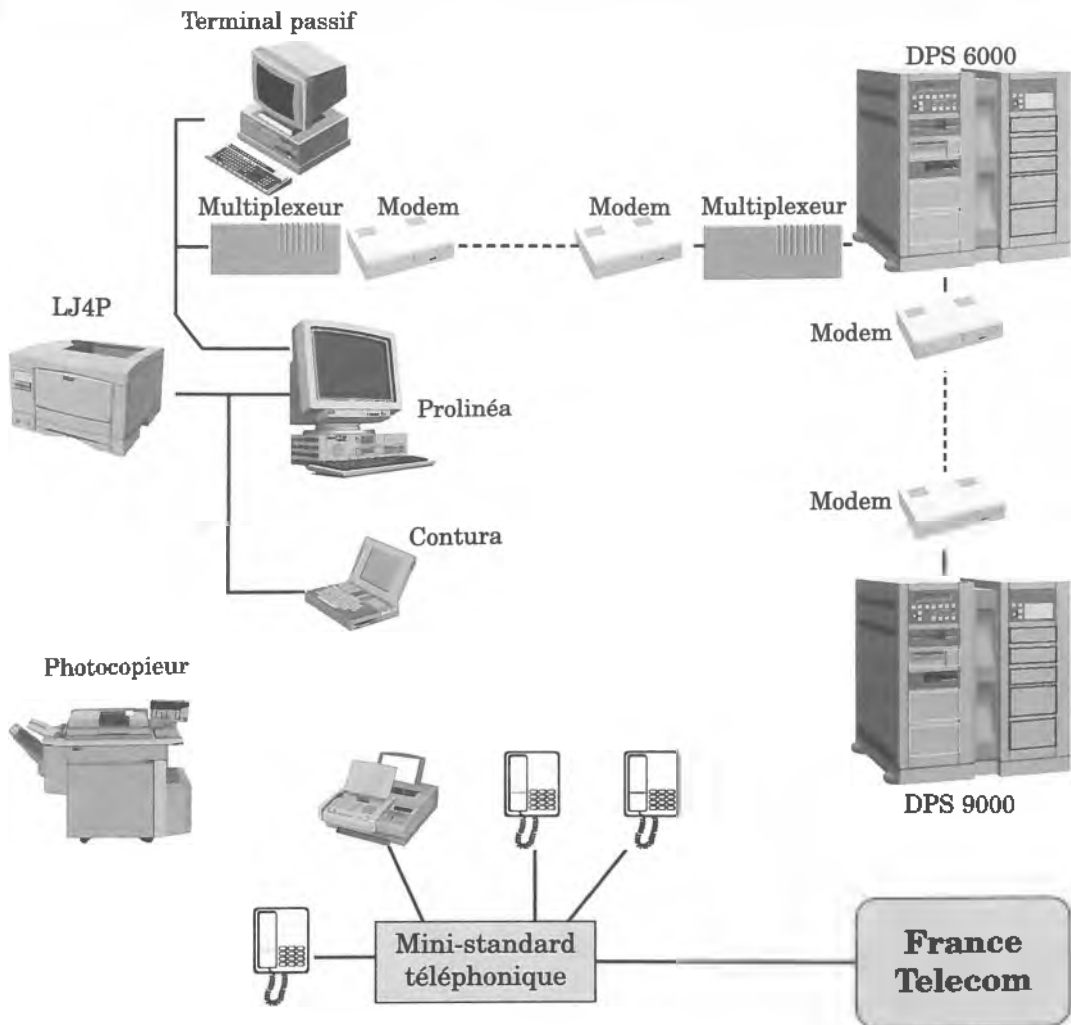 Terminal passif
DPS 6000
Multiplexeur
Modem
Modem
Multiplexeur
LJ4P
Modem
Prolinéa
Modem
Contura
Photocopieur
DPS 9000
Mini-standard
téléphonique
France
Telecom